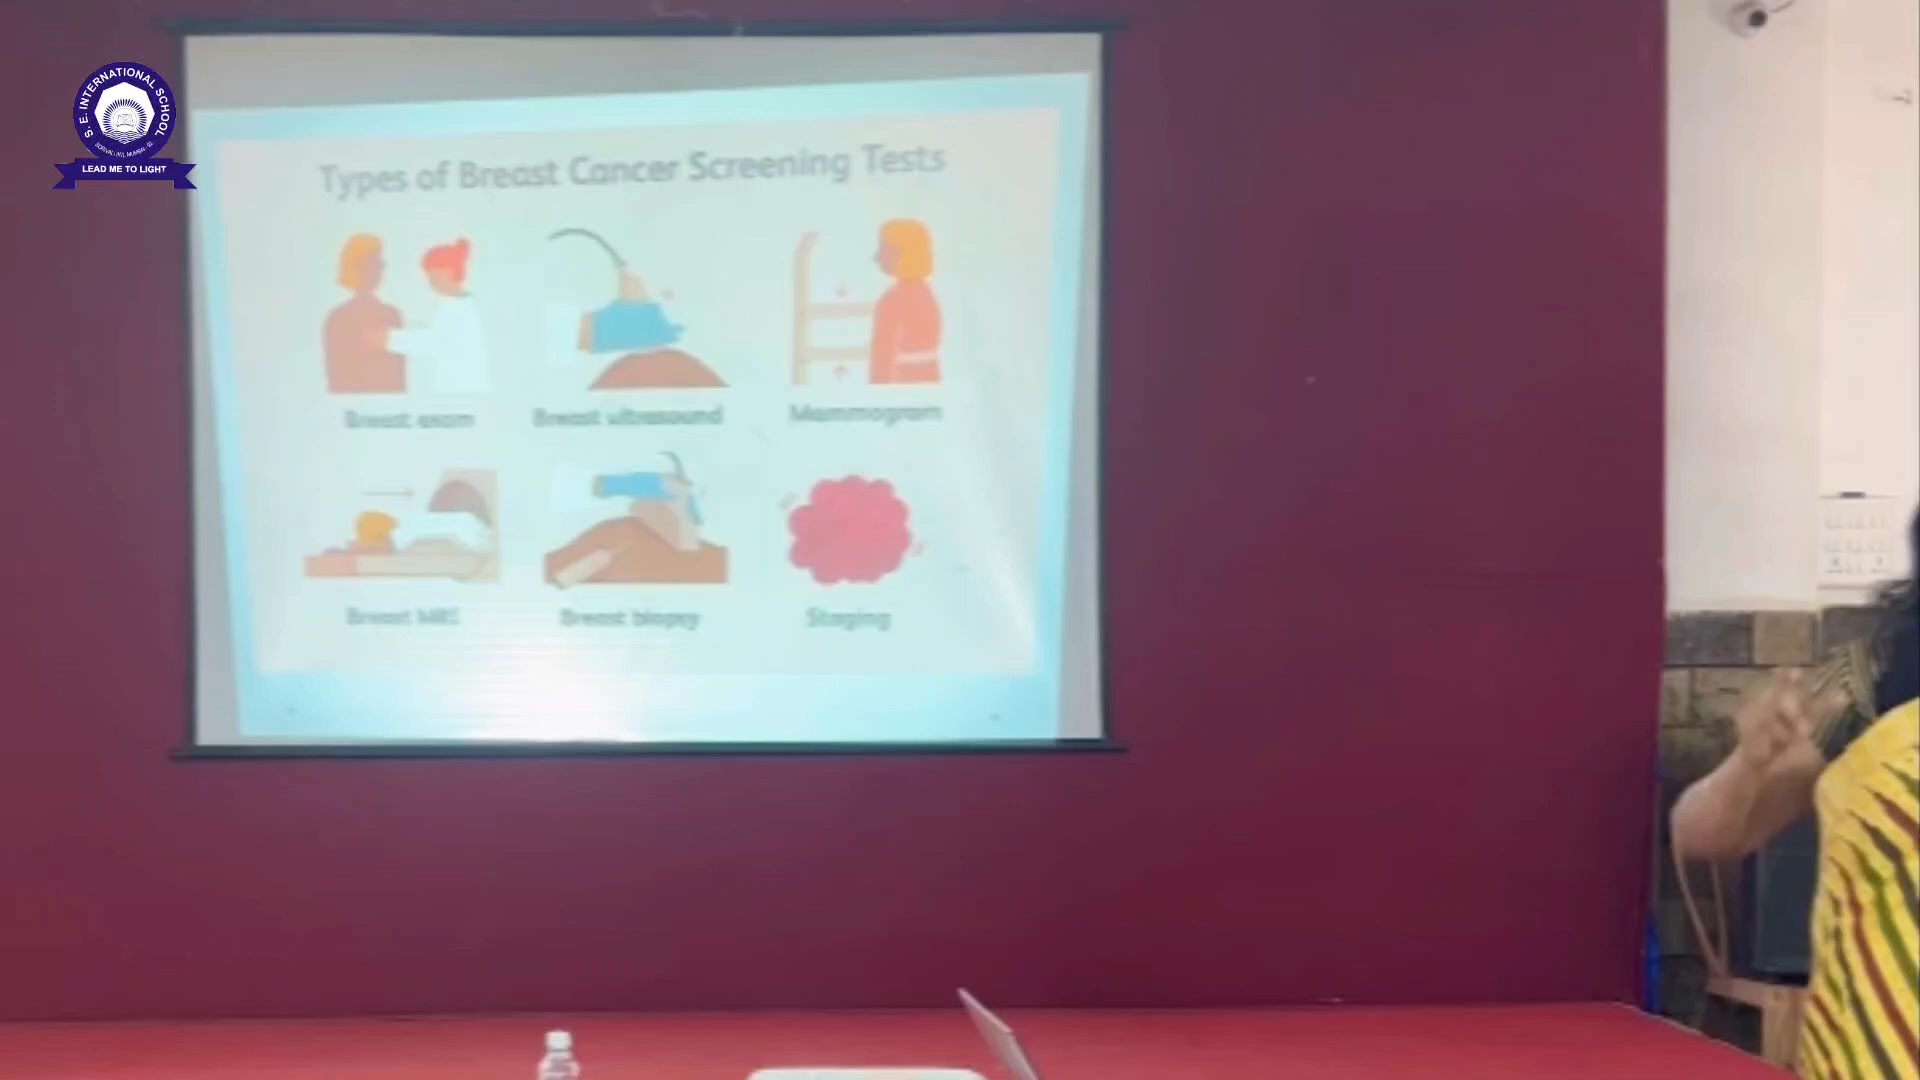 S. E. INTERNATIONAL SCHOOL
LEAD ME TO LIGHT
Types of Breast Cancer Screening Tests
Breast exam
Breast ultrasound
Mammogram
Breast MRI
Breast biopsy
Staging